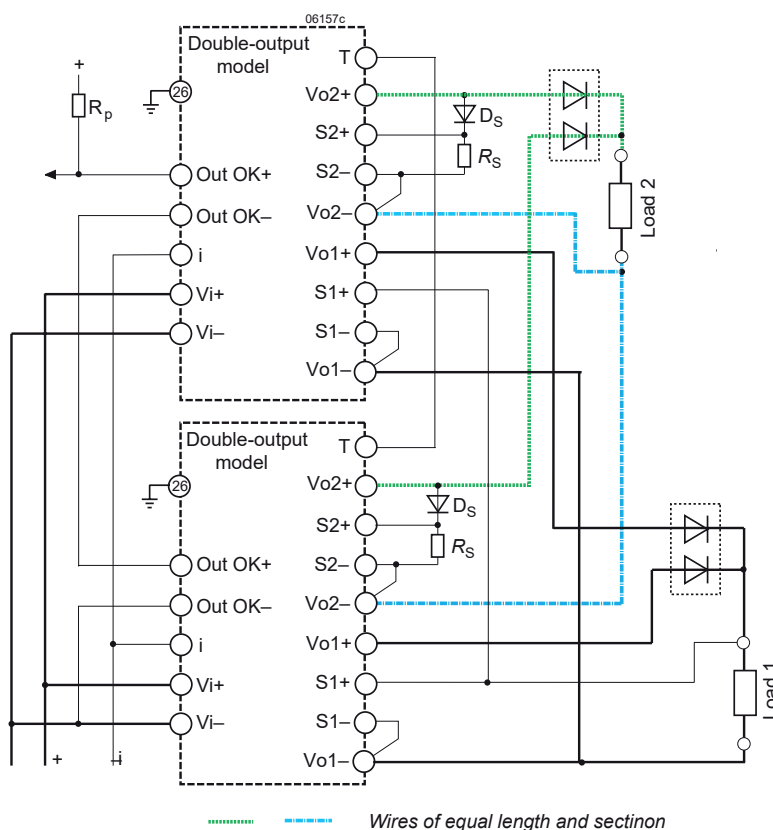 06157c
Double-output
model
T
+
Vo2+
26
Rp
DS
S2+
RS
S2–
Out OK+
Load 2
Out OK–
Vo2–
i
Vo1+
Vi+
S1+
Vi–
S1–
Vo1–
Double-output
model
T
26
Vo2+
DS
S2+
RS
Out OK+
S2–
Out OK–
Vo2–
i
Vo1+
Vi+
S1+
Load 1
Vi–
S1–
+
i
Vo1–
Wires of equal length and sectinon